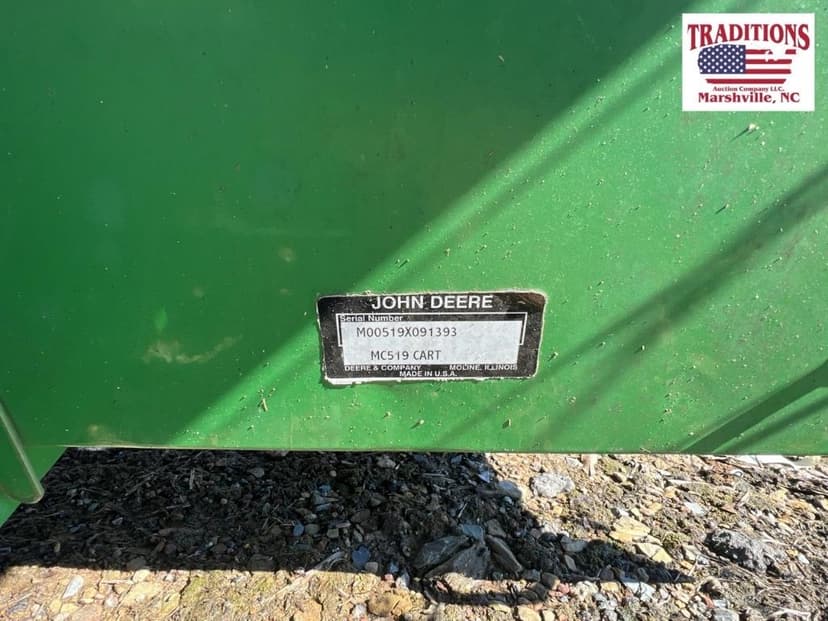 TRADITIONS
Auction Company LLC.
Marshville, NC
JOHN DEERE
Serial Number
M00519X091393
MC519 CART
DEERE & COMPANY MOLINE, ILLINOIS
MADE IN U.S.A.